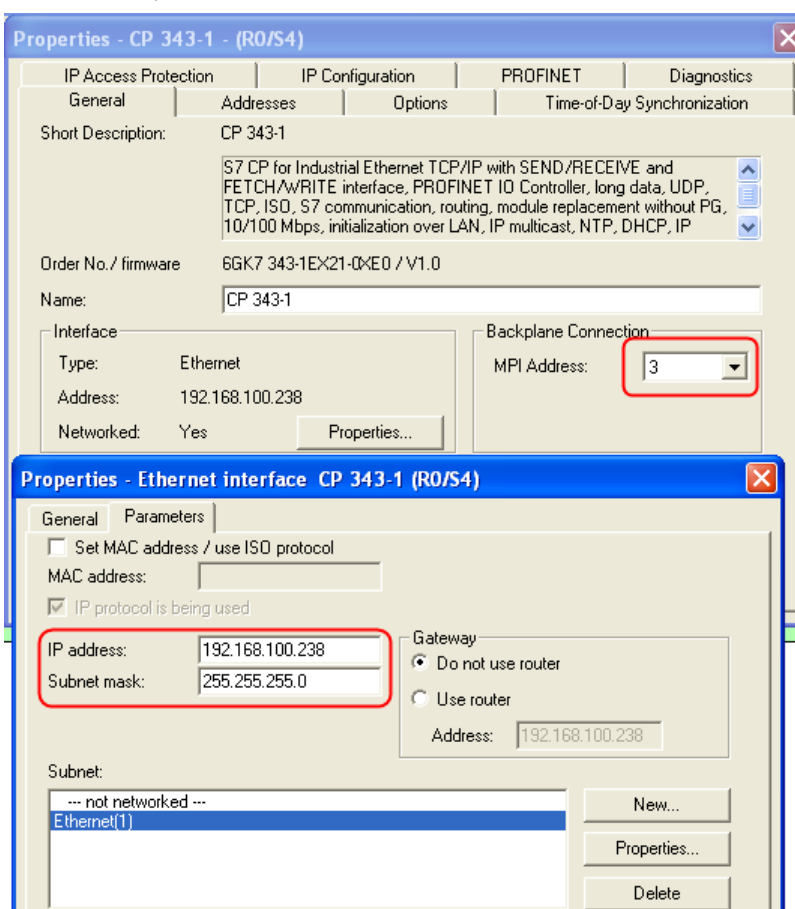 Properties - CP 343-1 - (R0/S4)
IP Access Protection IP Configuration PROFINET Diagnostics
General Addresses Options Time-of-Day Synchronization
Short Description: CP 343-1
S7 CP for Industrial Ethernet TCP/IP with SEND/RECEIVE and
FETCH/WRITE interface, PROFINET IO Controller, long data, UDP,
TCP, ISO, S7 communication, routing, module replacement without PG,
10/100 Mbps, initialization over LAN, IP multicast, NTP, DHCP, IP
Order No./ firmware 6GK7 343-1EX21-0XE0 / V1.0
Name: CP 343-1
Interface Backplane Connection
Type: Ethernet MPI Address: 3
Address: 192.168.100.238
Networked: Yes Properties...
Properties - Ethernet interface CP 343-1 (R0/S4)
General Parameters
Set MAC address / use ISO protocol
MAC address:
IP protocol is being used
IP address: 192.168.100.238
Subnet mask: 255.255.255.0
Gateway
Do not use router
Use router
Address: 192.168.100.238
Subnet:
--- not networked ---
Ethernet(1)
New...
Properties...
Delete